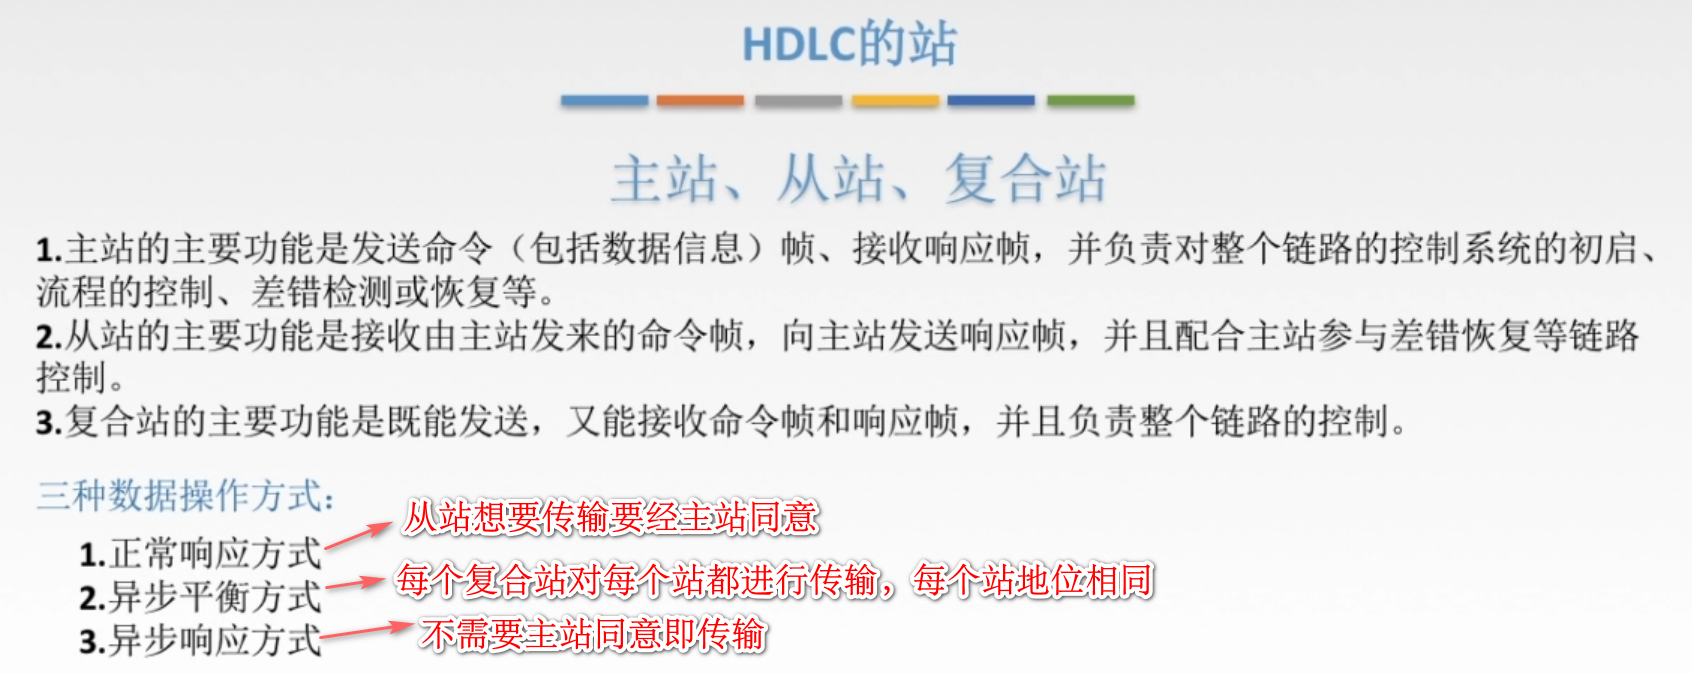 HDLC的站
主站、从站、复合站
1.主站的主要功能是发送命令（包括数据信息）帧、接收响应帧，并负责对整个链路的控制系统的初启、
流程的控制、差错检测或恢复等。
2.从站的主要功能是接收由主站发来的命令帧，向主站发送响应帧，并且配合主站参与差错恢复等链路
控制。
3.复合站的主要功能是既能发送，又能接收命令帧和响应帧，并且负责整个链路的控制。
三种数据操作方式：
从站想要传输要经主站同意
1.正常响应方式
每个复合站对每个站都进行传输，每个站地位相同
2.异步平衡方式
不需要主站同意即传输
3.异步响应方式